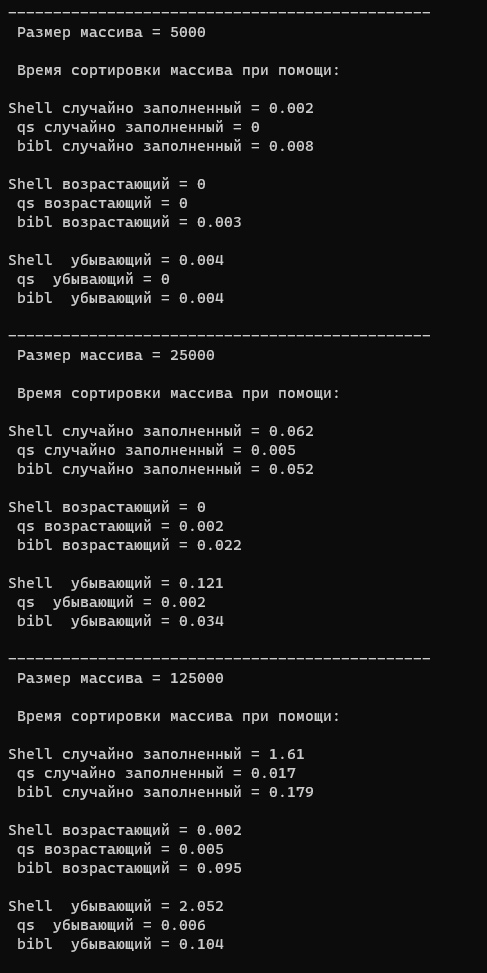 Размер массива = 5000
Время сортировки массива при помощи:
Shell случайно заполненный = 0.002
qs случайно заполненный = 0
bibl случайно заполненный = 0.008
Shell возрастающий = 0
qs возрастающий = 0
bibl возрастающий = 0.003
Shell  убывающий = 0.004
qs  убывающий = 0
bibl  убывающий = 0.004
Размер массива = 25000
Время сортировки массива при помощи:
Shell случайно заполненный = 0.062
qs случайно заполненный = 0.005
bibl случайно заполненный = 0.052
Shell возрастающий = 0
qs возрастающий = 0.002
bibl возрастающий = 0.022
Shell  убывающий = 0.121
qs  убывающий = 0.002
bibl  убывающий = 0.034
Размер массива = 125000
Время сортировки массива при помощи:
Shell случайно заполненный = 1.61
qs случайно заполненный = 0.017
bibl случайно заполненный = 0.179
Shell возрастающий = 0.002
qs возрастающий = 0.005
bibl возрастающий = 0.095
Shell  убывающий = 2.052
qs  убывающий = 0.006
bibl  убывающий = 0.104